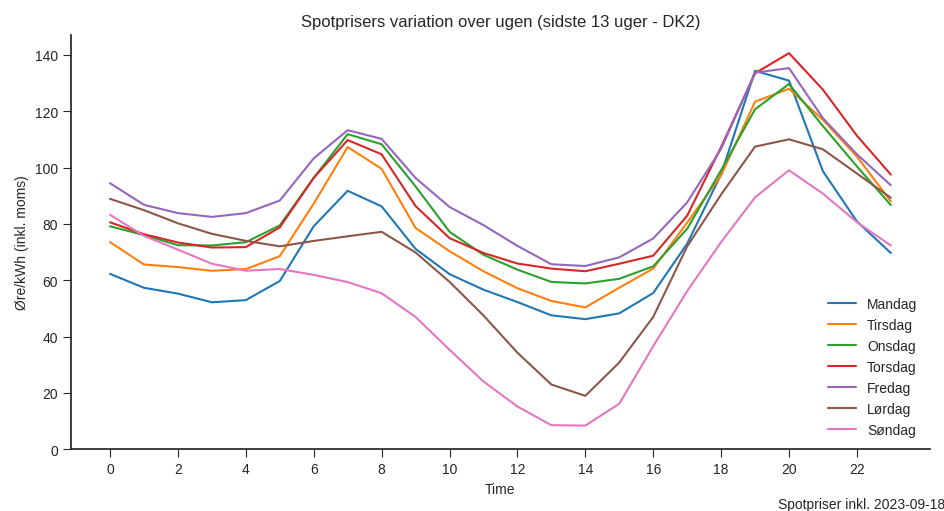 Spotprisers variation over ugen (sidste 13 uger - DK2)
Øre/kWh (inkl. moms)
140
120
100
80
60
40
20
0
0 2 4 6 8 10 12 14 16 18 20 22
Time
Mandag
Tirsdag
Onsdag
Torsdag
Fredag
Lørdag
Søndag
Spotpriser inkl. 2023-09-18